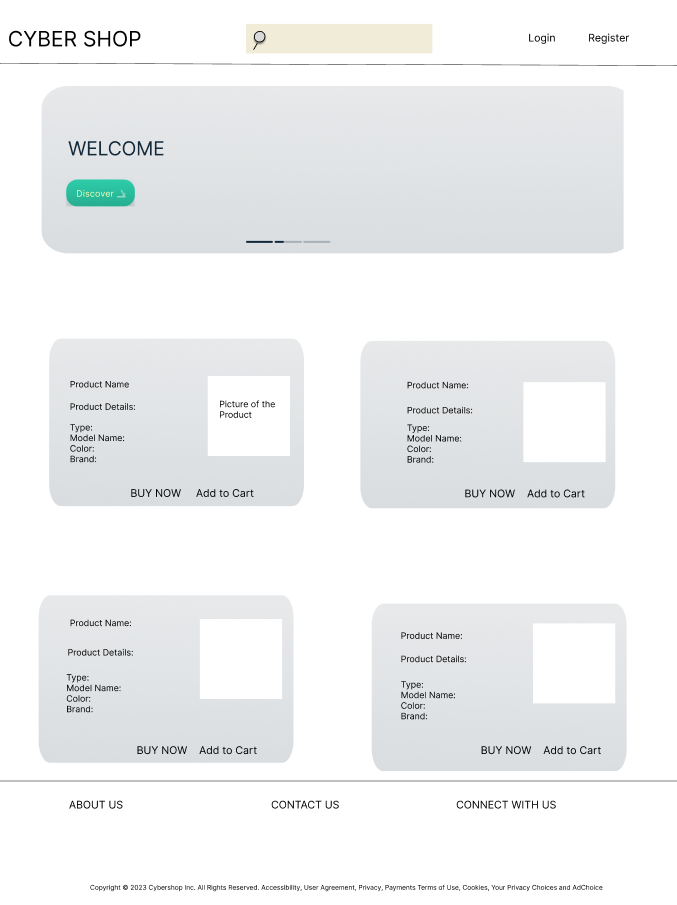 CYBER SHOP
Login
Register
WELCOME
Discover
Product Name
Product Details:
Type:
Model Name:
Color:
Brand:
Picture of the
Product
BUY NOW
Add to Cart
Product Name:
Product Details:
Type:
Model Name:
Color:
Brand:
BUY NOW
Add to Cart
Product Name:
Product Details:
Type:
Model Name:
Color:
Brand:
BUY NOW
Add to Cart
Product Name:
Product Details:
Type:
Model Name:
Color:
Brand:
BUY NOW
Add to Cart
ABOUT US
CONTACT US
CONNECT WITH US
Copyright © 2023 Cybershop Inc. All Rights Reserved. Accessibility, User Agreement, Privacy, Payments Terms of Use, Cookies, Your Privacy Choices and AdChoice